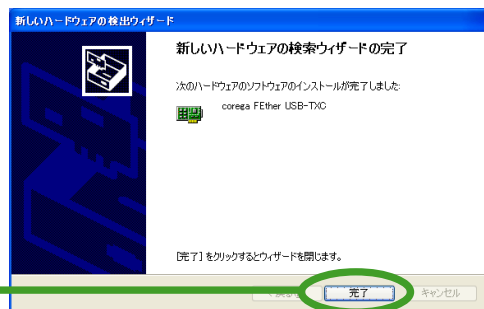 新しいハードウェアの検出ウィザード
新しいハードウェアの検索ウィザードの完了
次のハードウェアのソフトウェアのインストールが完了しました:
corega FEther USB-TXC
[完了] をクリックするとウィザードを閉じます。
完了
キャンセル